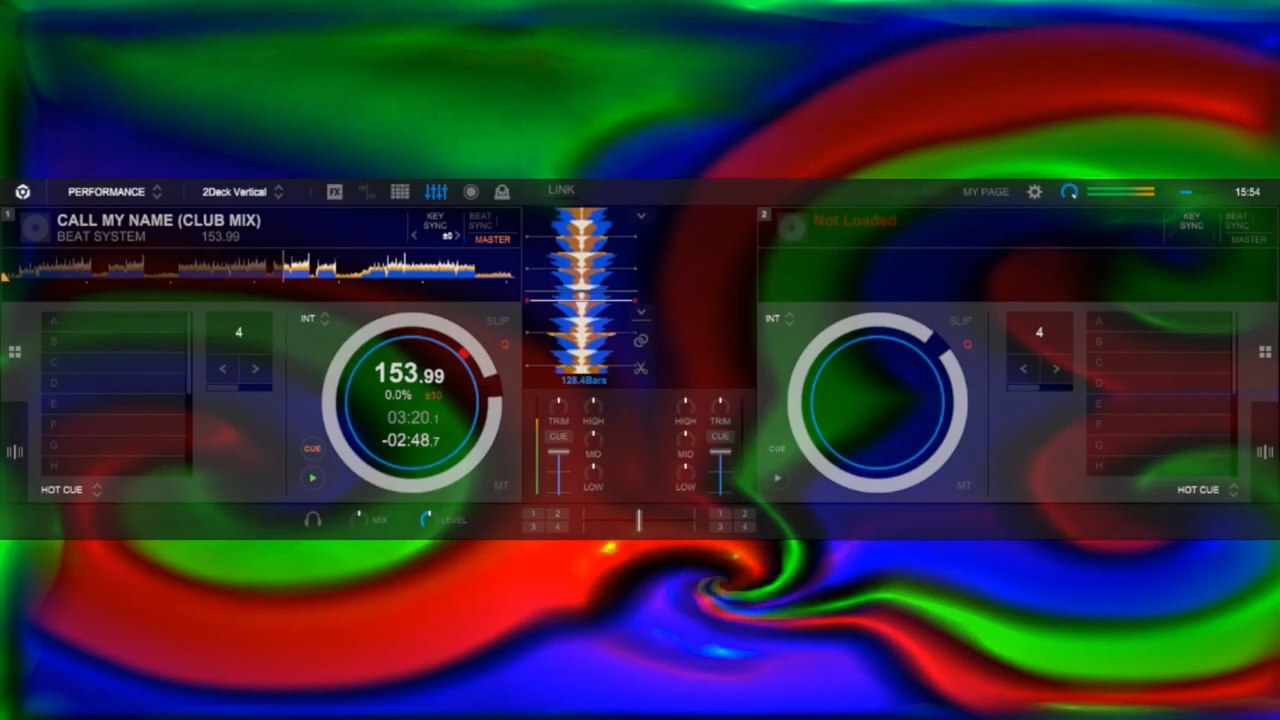 PERFORMANCE 2Deck Vertical FX LINK MY PAGE 15:54
1 CALL MY NAME (CLUB MIX)
BEAT SYSTEM 153.99
KEY SYNC
±0
BEAT SYNC
MASTER
2 Not Loaded
KEY SYNC
BEAT SYNC
MASTER
A
B
C
D
E
F
G
H
HOT CUE
4
INT
SLIP
Q
153.99
0.0% ±10
03:20.1
-02:48.7
CUE
MT
MIX LEVEL
128.4Bars
TRIM HIGH HIGH TRIM
CUE CUE
MID MID
LOW LOW
1 2 1 2
3 4 3 4
INT
SLIP
Q
CUE
MT
4
A
B
C
D
E
F
G
H
HOT CUE